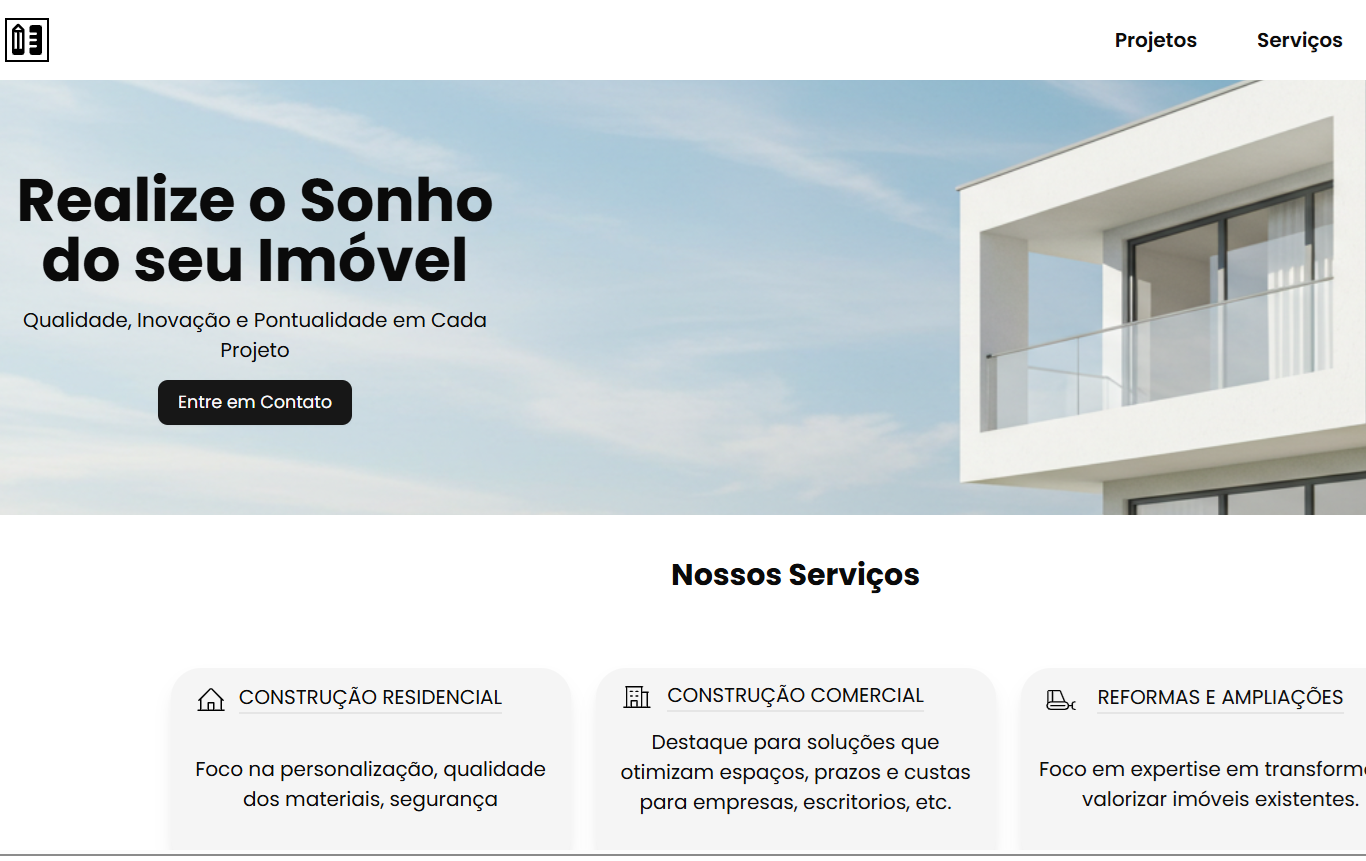 Projetos Serviços
Realize o Sonho
do seu Imóvel
Qualidade, Inovação e Pontualidade em Cada
Projeto
Entre em Contato
Nossos Serviços
CONSTRUÇÃO RESIDENCIAL
Foco na personalização, qualidade
dos materiais, segurança
CONSTRUÇÃO COMERCIAL
Destaque para soluções que
otimizam espaços, prazos e custas
para empresas, escritorios, etc.
REFORMAS E AMPLIAÇÕES
Foco em expertise em
valorizar imóveis existentes.